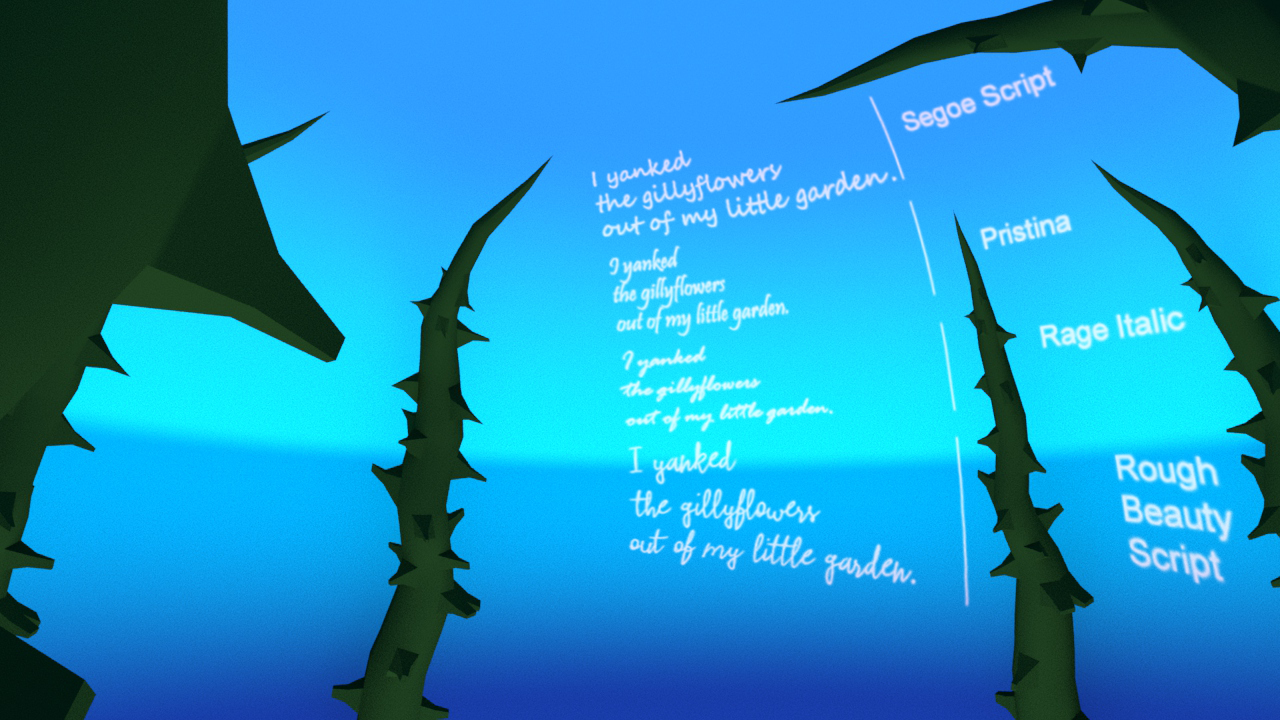 I yanked
the gillyflowers
out of my little garden.
Segoe Script
I yanked
the gillyflowers
out of my little garden.
Pristina
I yanked
the gillyflowers
out of my little garden.
Rage Italic
I yanked
the gillyflowers
out of my little garden.
Rough
Beauty
Script